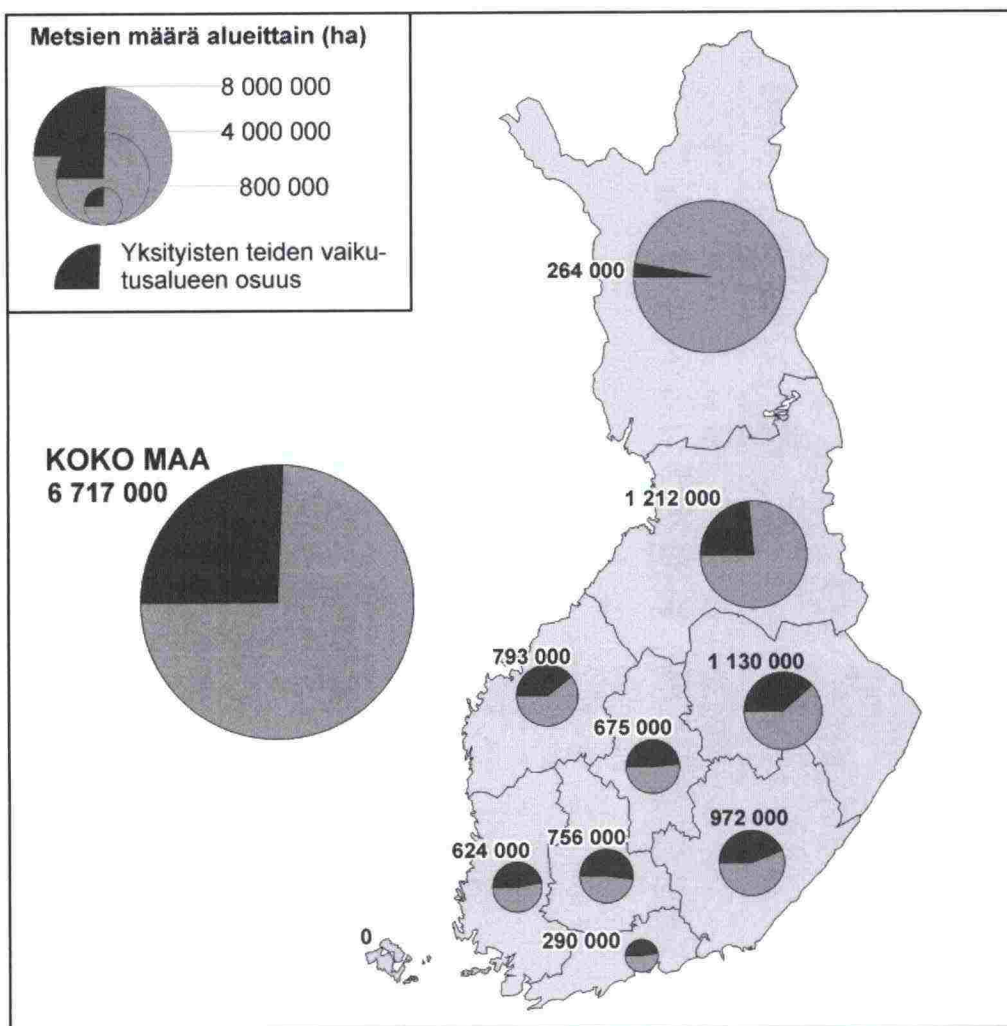 Metsien määrä alueittain (ha)
8 000 000
4 000 000
800 000
Yksityisten teiden vaiku-
tusalueen osuus
264 000
KOKO MAA
6 717 000
1 212 000
793 000
1 130 000
675 000
972 000
756 000
624 000
290 000
0